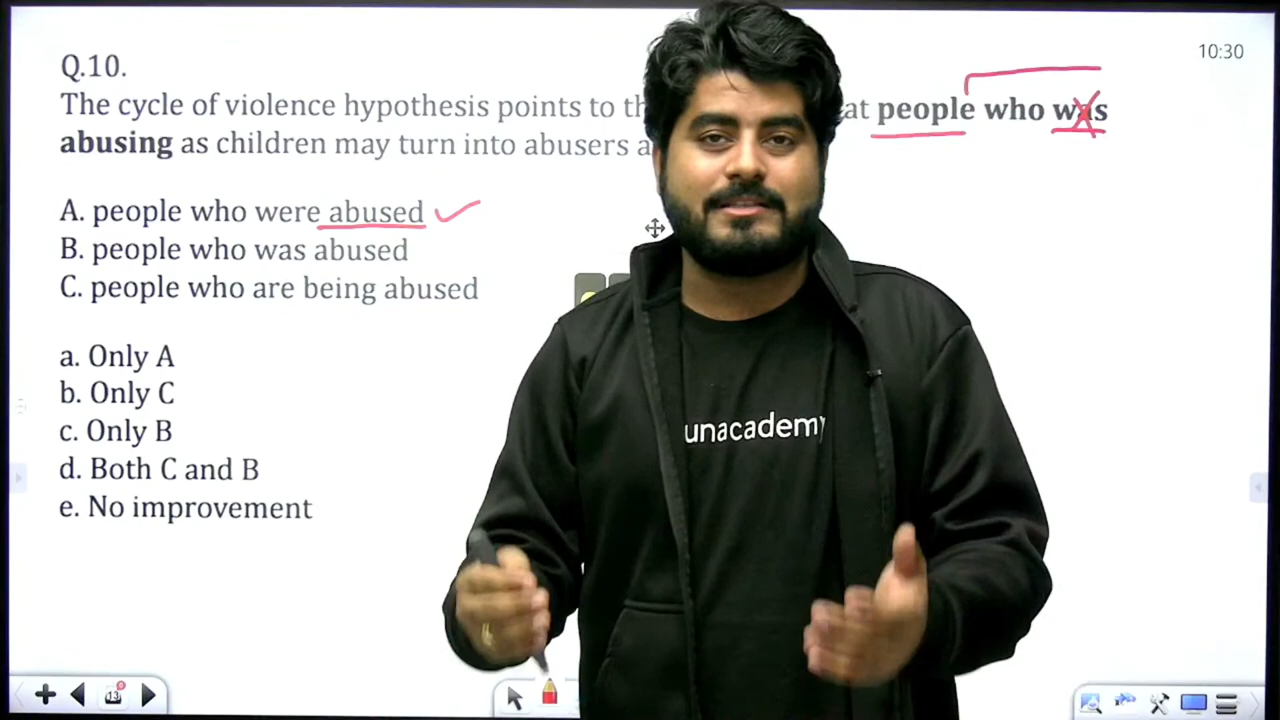 10:30
Q.10.
The cycle of violence hypothesis points to th at people who was
abusing as children may turn into abusers a
A. people who were abused
B. people who was abused
C. people who are being abused
a. Only A
b. Only C
c. Only B
d. Both C and B
e. No improvement
unacademy
13